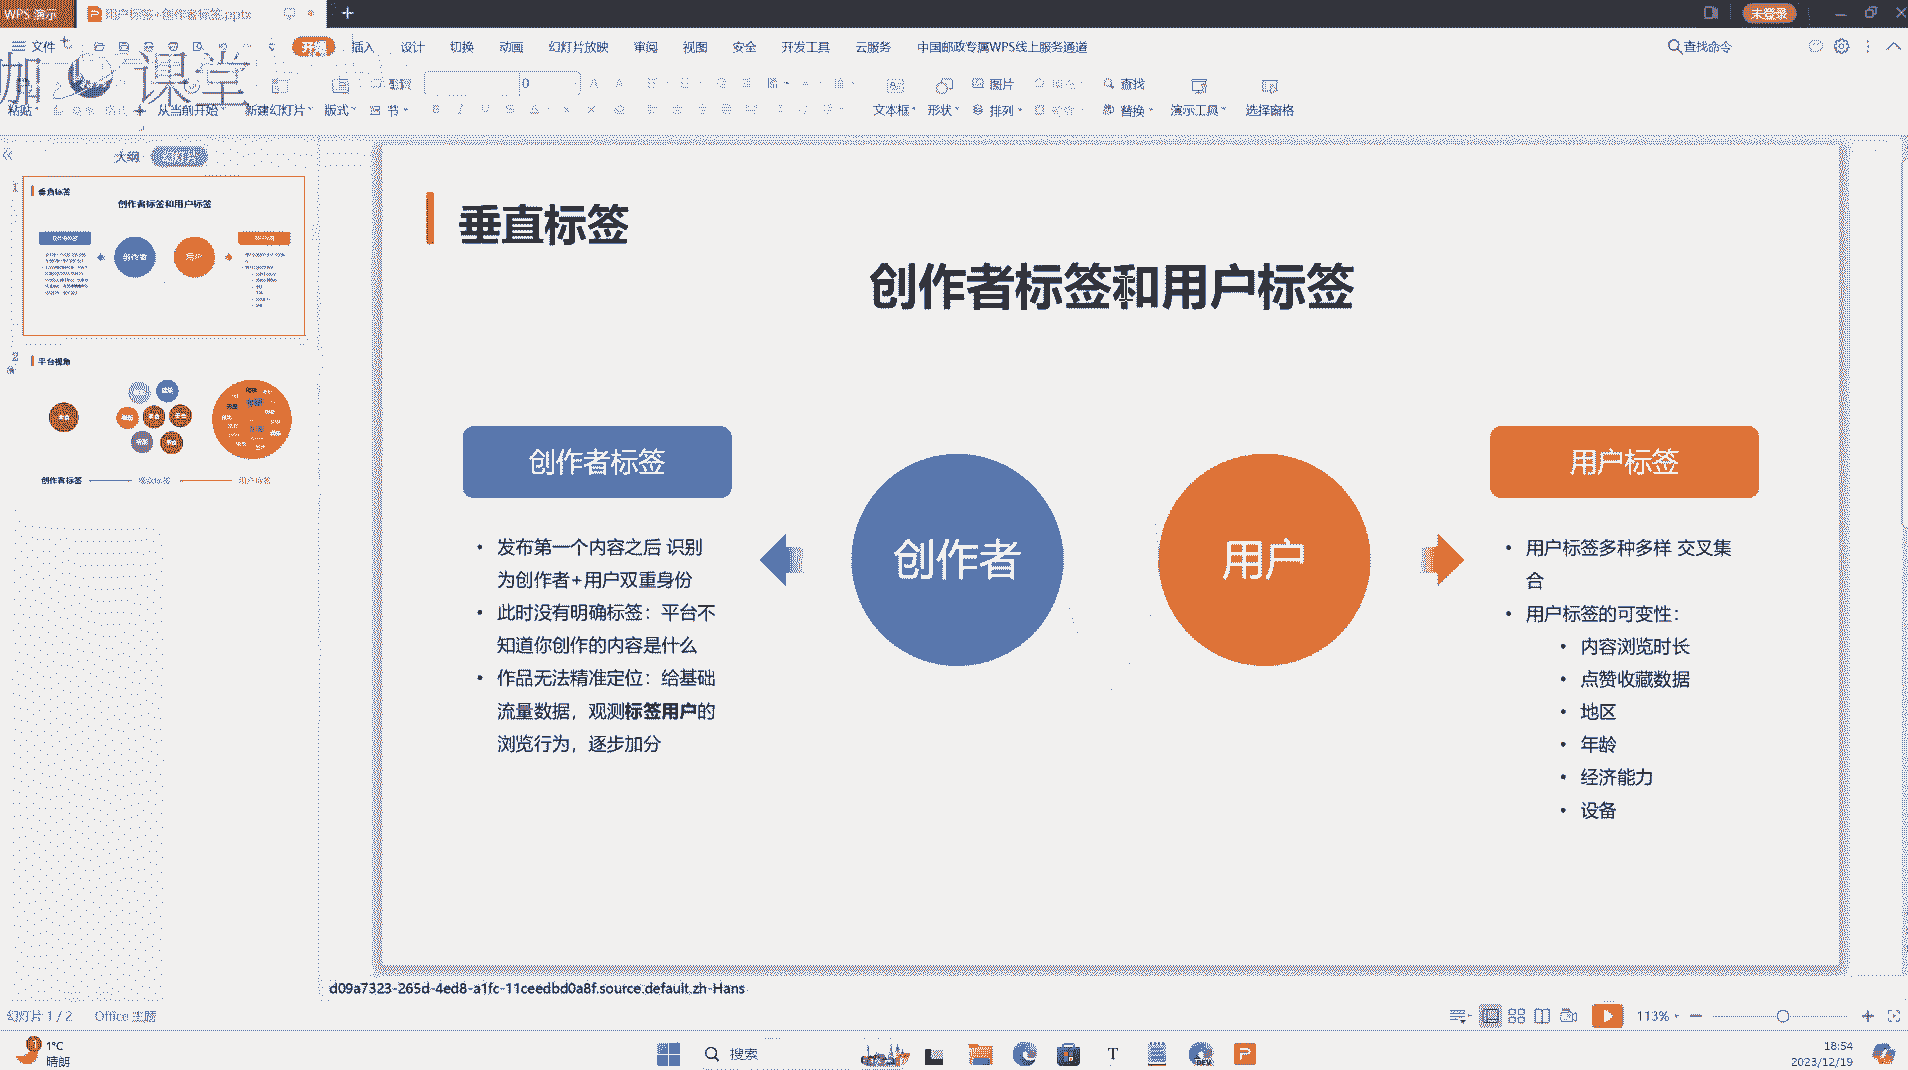 WPS 演示
用户标签+创作者标签.pptx
未登录
文件
开始
插入
设计
切换
动画
幻灯片放映
审阅
视图
安全
开发工具
云服务
中国邮政专属WPS线上服务通道
查找命令
加
课堂
粘贴
从当前开始
新建幻灯片
版式
节
0
文本框
形状
图片
排列
查找
替换
演示工具
选择窗格
大纲
幻灯片
1
垂直标签
创作者标签和用户标签
创作者
用户
2
平台视角
创作者标签
用户标签
垂直标签
创作者标签和用户标签
创作者标签
• 发布第一个内容之后 识别
为创作者+用户双重身份
• 此时没有明确标签：平台不
知道你创作的内容是什么
• 作品无法精准定位：给基础
流量数据，观测标签用户的
浏览行为，逐步加分
创作者
用户
用户标签
• 用户标签多种多样 交叉集
合
• 用户标签的可变性：
• 内容浏览时长
• 点赞收藏数据
• 地区
• 年龄
• 经济能力
• 设备
d09a7323-265d-4ed8-a1fc-11ceedbd0a8f.source.default.zh-Hans
幻灯片 1 / 2
Office 主题
113%
1°C
晴朗
搜索
18:54
2023/12/19